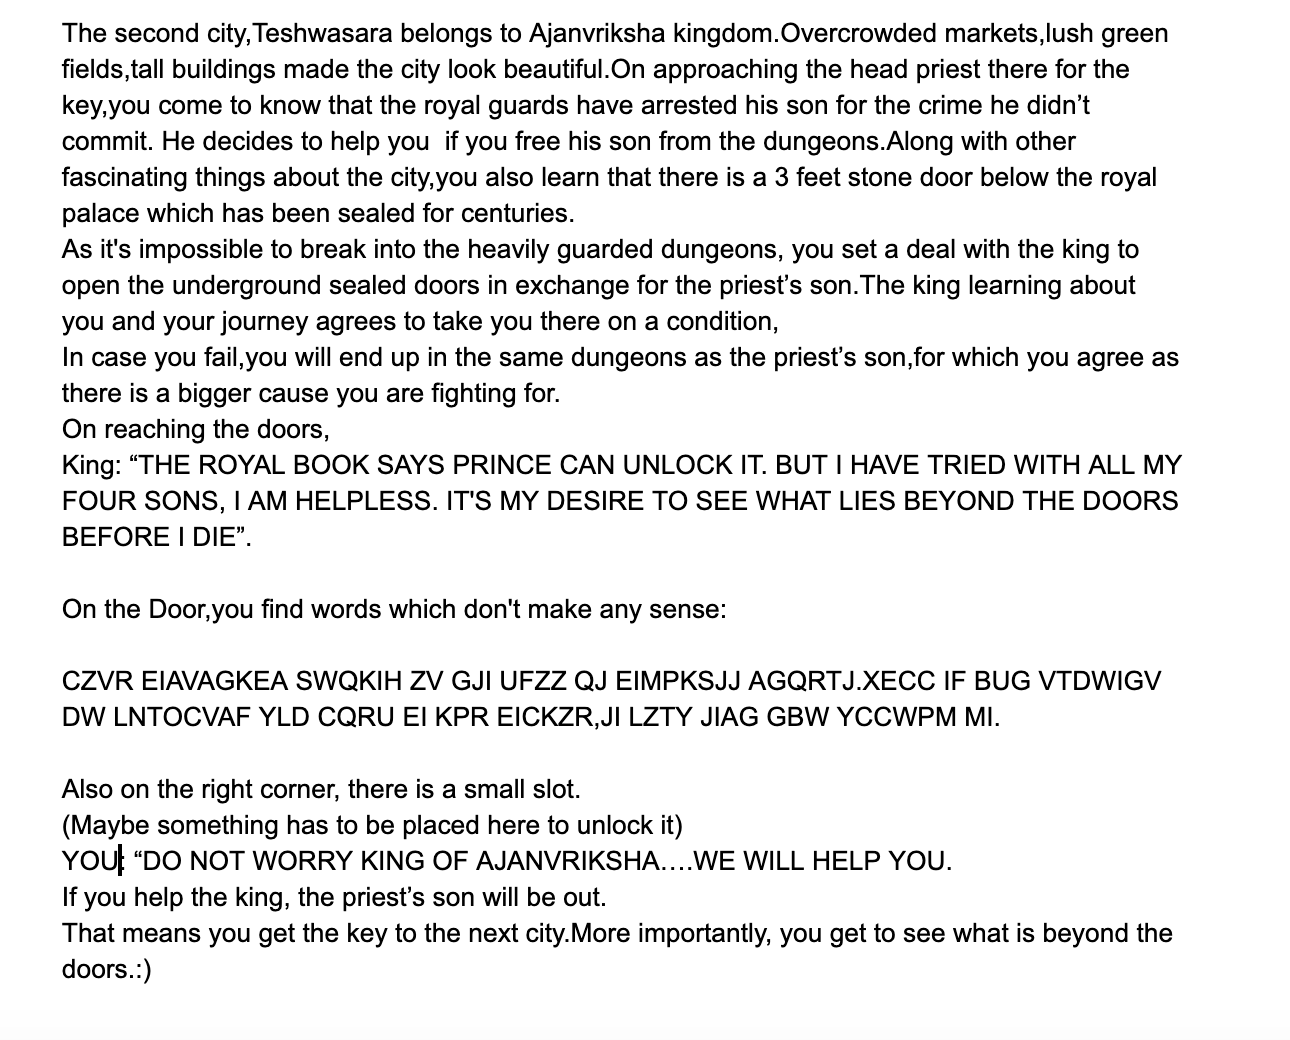 The second city,Teshwasara belongs to Ajanvriksha kingdom.Overcrowded markets,lush green
fields,tall buildings made the city look beautiful.On approaching the head priest there for the
key,you come to know that the royal guards have arrested his son for the crime he didn’t
commit. He decides to help you  if you free his son from the dungeons.Along with other
fascinating things about the city,you also learn that there is a 3 feet stone door below the royal
palace which has been sealed for centuries.
As it's impossible to break into the heavily guarded dungeons, you set a deal with the king to
open the underground sealed doors in exchange for the priest’s son.The king learning about
you and your journey agrees to take you there on a condition,
In case you fail,you will end up in the same dungeons as the priest’s son,for which you agree as
there is a bigger cause you are fighting for.
On reaching the doors,
King: “THE ROYAL BOOK SAYS PRINCE CAN UNLOCK IT. BUT I HAVE TRIED WITH ALL MY
FOUR SONS, I AM HELPLESS. IT'S MY DESIRE TO SEE WHAT LIES BEYOND THE DOORS
BEFORE I DIE”.
On the Door,you find words which don't make any sense:
CZVR EIAVAGKEA SWQKIH ZV GJI UFZZ QJ EIMPKSJJ AGQRTJ.XECC IF BUG VTDWIGV
DW LNTOCVAF YLD CQRU EI KPR EICKZR,JI LZTY JIAG GBW YCCWPM MI.
Also on the right corner, there is a small slot.
(Maybe something has to be placed here to unlock it)
YOU: “DO NOT WORRY KING OF AJANVRIKSHA….WE WILL HELP YOU.
If you help the king, the priest’s son will be out.
That means you get the key to the next city.More importantly, you get to see what is beyond the
doors.:)